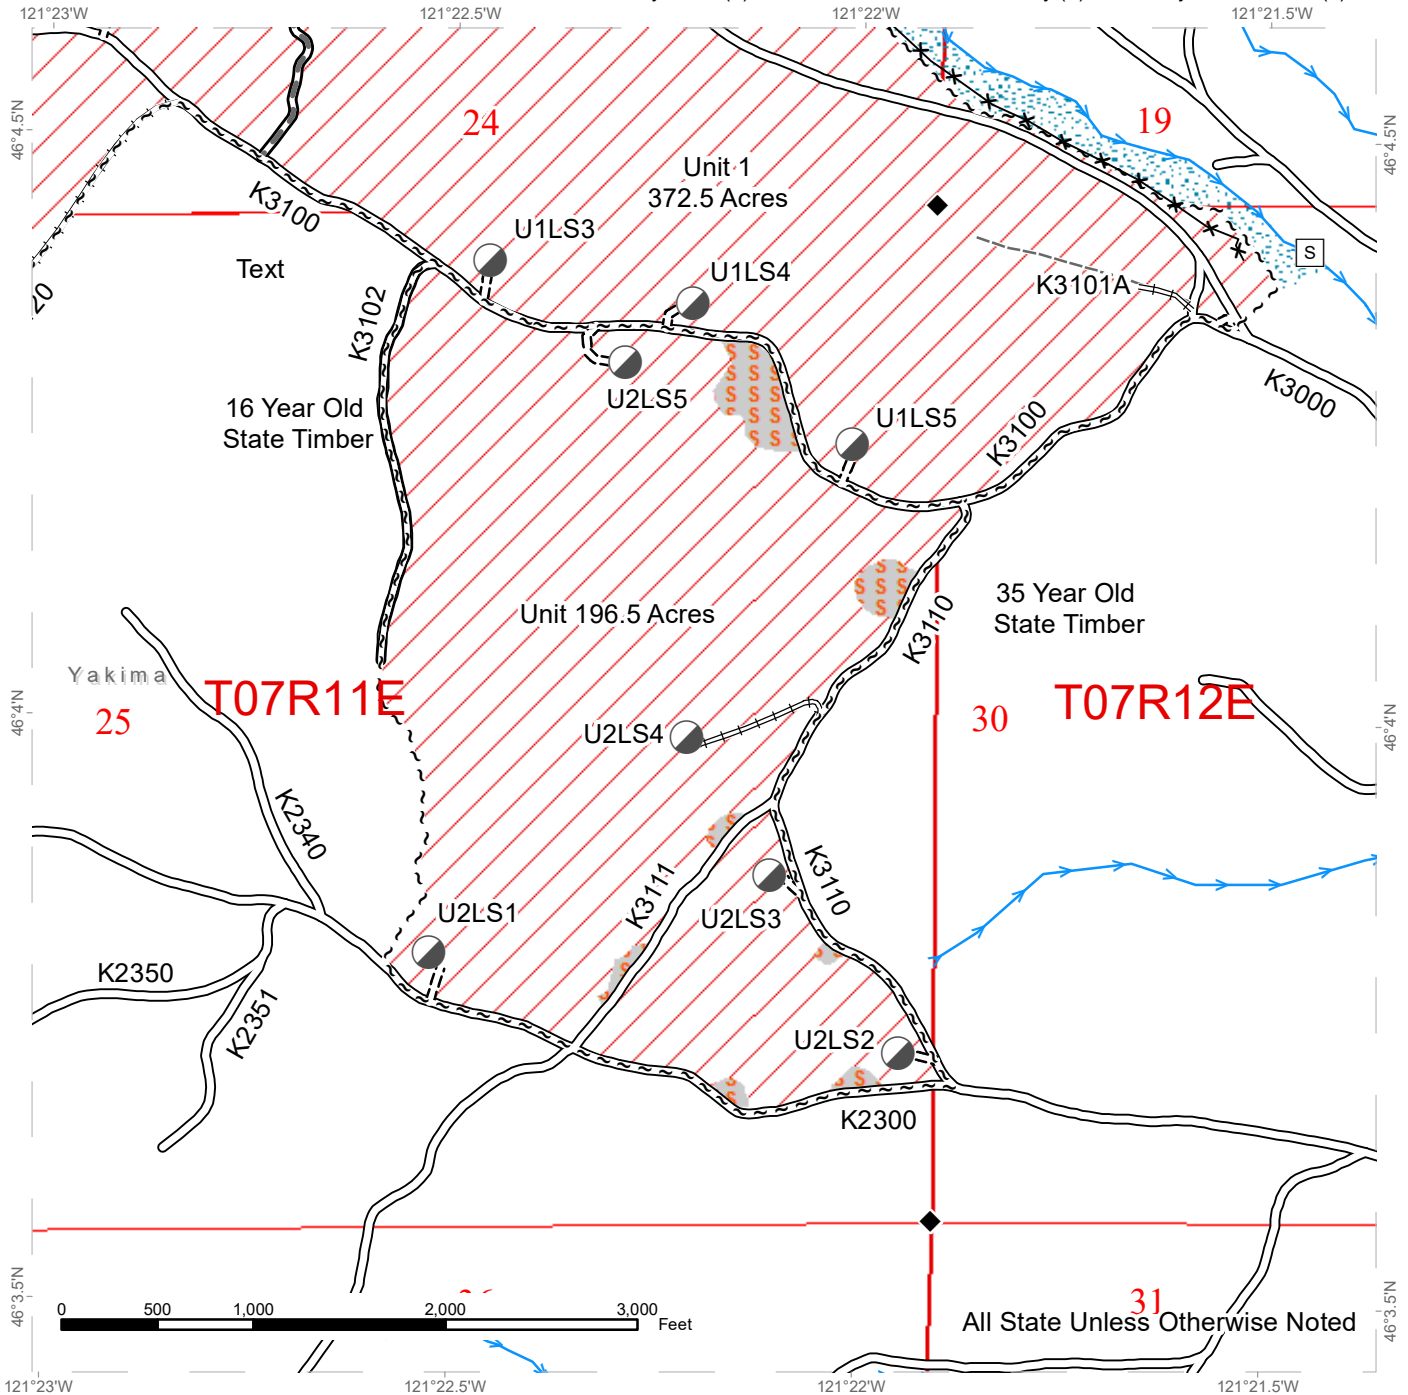 121°23'W
121°22.5'W
121°22'W
121°21.5'W
46°4.5'N
46°4.5'N
24
19
Unit 1
372.5 Acres
K3100
U1LS3
S
Text
U1LS4
K3101A
20
K3102
U2LS5
K3000
16 Year Old
State Timber
U1LS5
K3100
S S
S S S
S S S
S S
S S S
S S
S S S
S S
35 Year Old
State Timber
Unit 196.5 Acres
K3110
Yakima
T07R11E
T07R12E
25
30
46°4'N
46°4'N
U2LS4
K2340
S
K3110
K3111
U2LS1
U2LS3
K2350
S
K2351
U2LS2
S
S
K2300
46°3.5'N
46°3.5'N
31
0 500 1,000 2,000 3,000
Feet
All State Unless Otherwise Noted
121°23'W
121°22.5'W
121°22'W
121°21.5'W